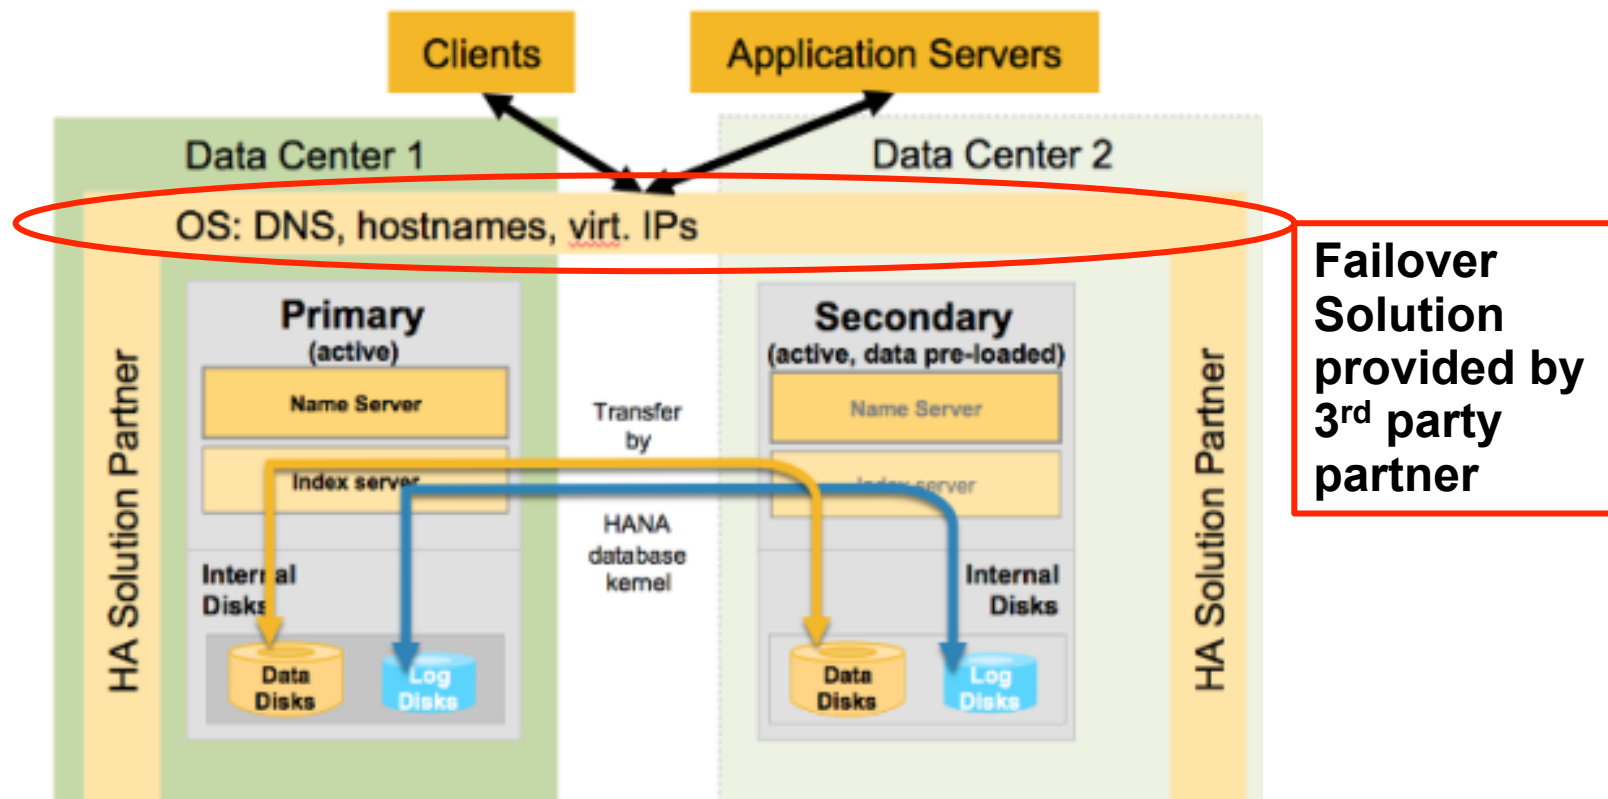 Clients
Application Servers
Data Center 1
Data Center 2
OS: DNS, hostnames, virt. IPs
Failover
Solution
provided by
3rd party
partner
HA Solution Partner
Primary
(active)
Name Server
Index server
Internal
Disks
Data
Disks
Log
Disks
Transfer
by
HANA
database
kernel
Secondary
(active, data pre-loaded)
Name Server
Index server
Internal
Disks
Data
Disks
Log
Disks
HA Solution Partner